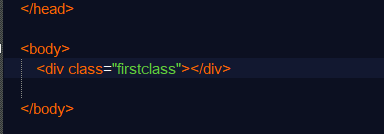 </head>
<body>
<div class="firstclass"></div>
</body>